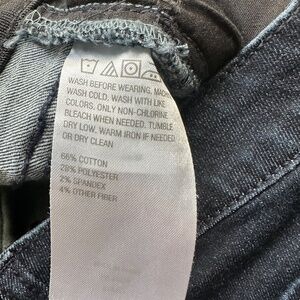 WASH BEFORE WEARING, MACH
WASH COLD, WASH WITH LIKE
COLORS, ONLY NON-CHLORINE
BLEACH WHEN NEEDED. TUMBLE
DRY LOW, WARM IRON IF NEEDED
OR DRY CLEAN
66% COTTON
28% POLYESTER
2% SPANDEX
4% OTHER FIBER